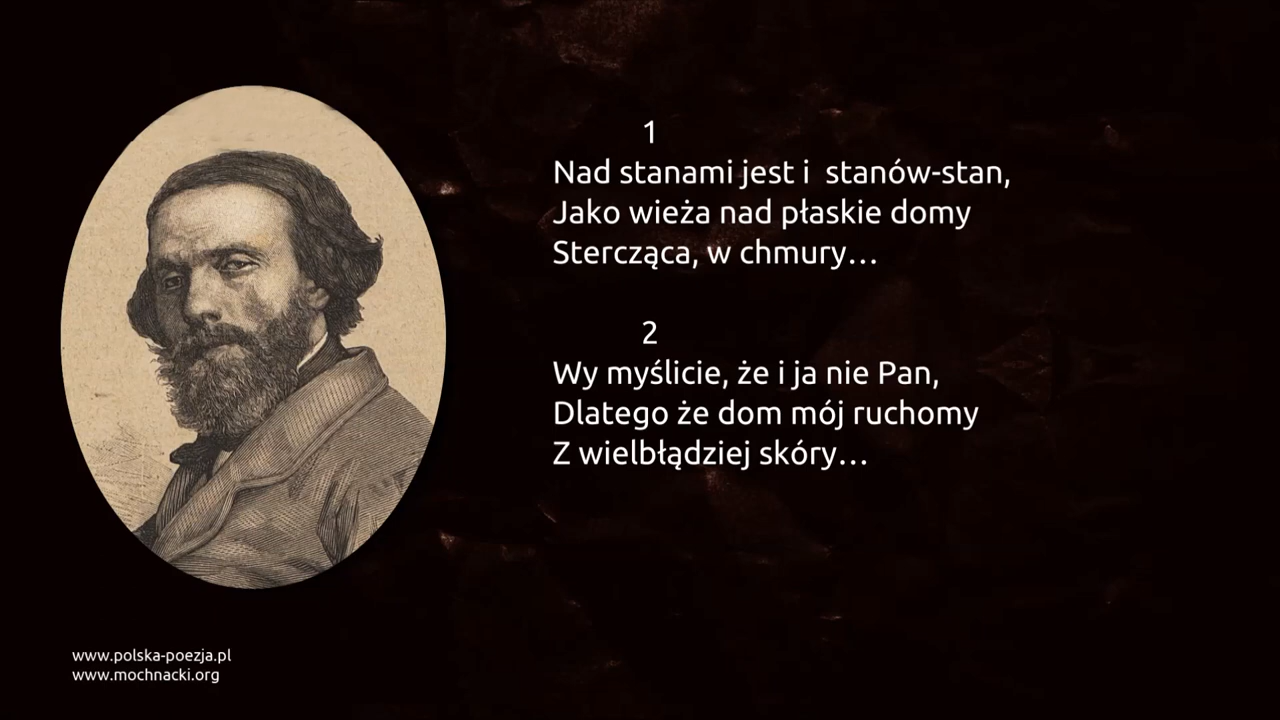 1
Nad stanami jest i  stanów-stan,
Jako wieża nad płaskie domy
Stercząca, w chmury…
2
Wy myślicie, że i ja nie Pan,
Dlatego że dom mój ruchomy
Z wielbłądziej skóry…
www.polska-poezja.pl
www.mochnacki.org